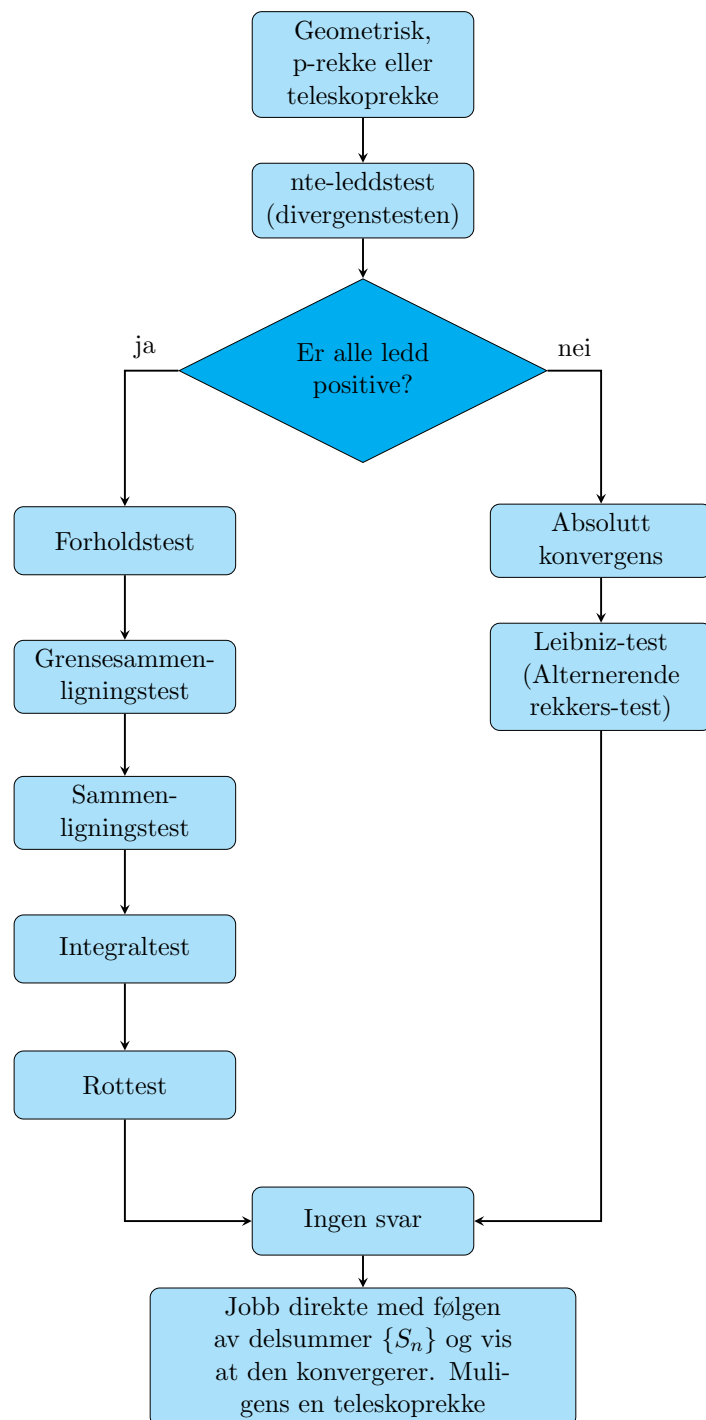 Geometrisk,
p-rekke eller
teleskoprekke
nte-leddstest
(divergenstesten)
Er alle ledd
positive?
ja
nei
Forholdstest
Grensesammen-
ligningstest
Sammen-
ligningstest
Integraltest
Rottest
Absolutt
konvergens
Leibniz-test
(Alternerende
rekkers-test)
Ingen svar
Jobb direkte med følgen
av delsummer {Sₙ} og vis
at den konvergerer. Muli-
gens en teleskoprekke